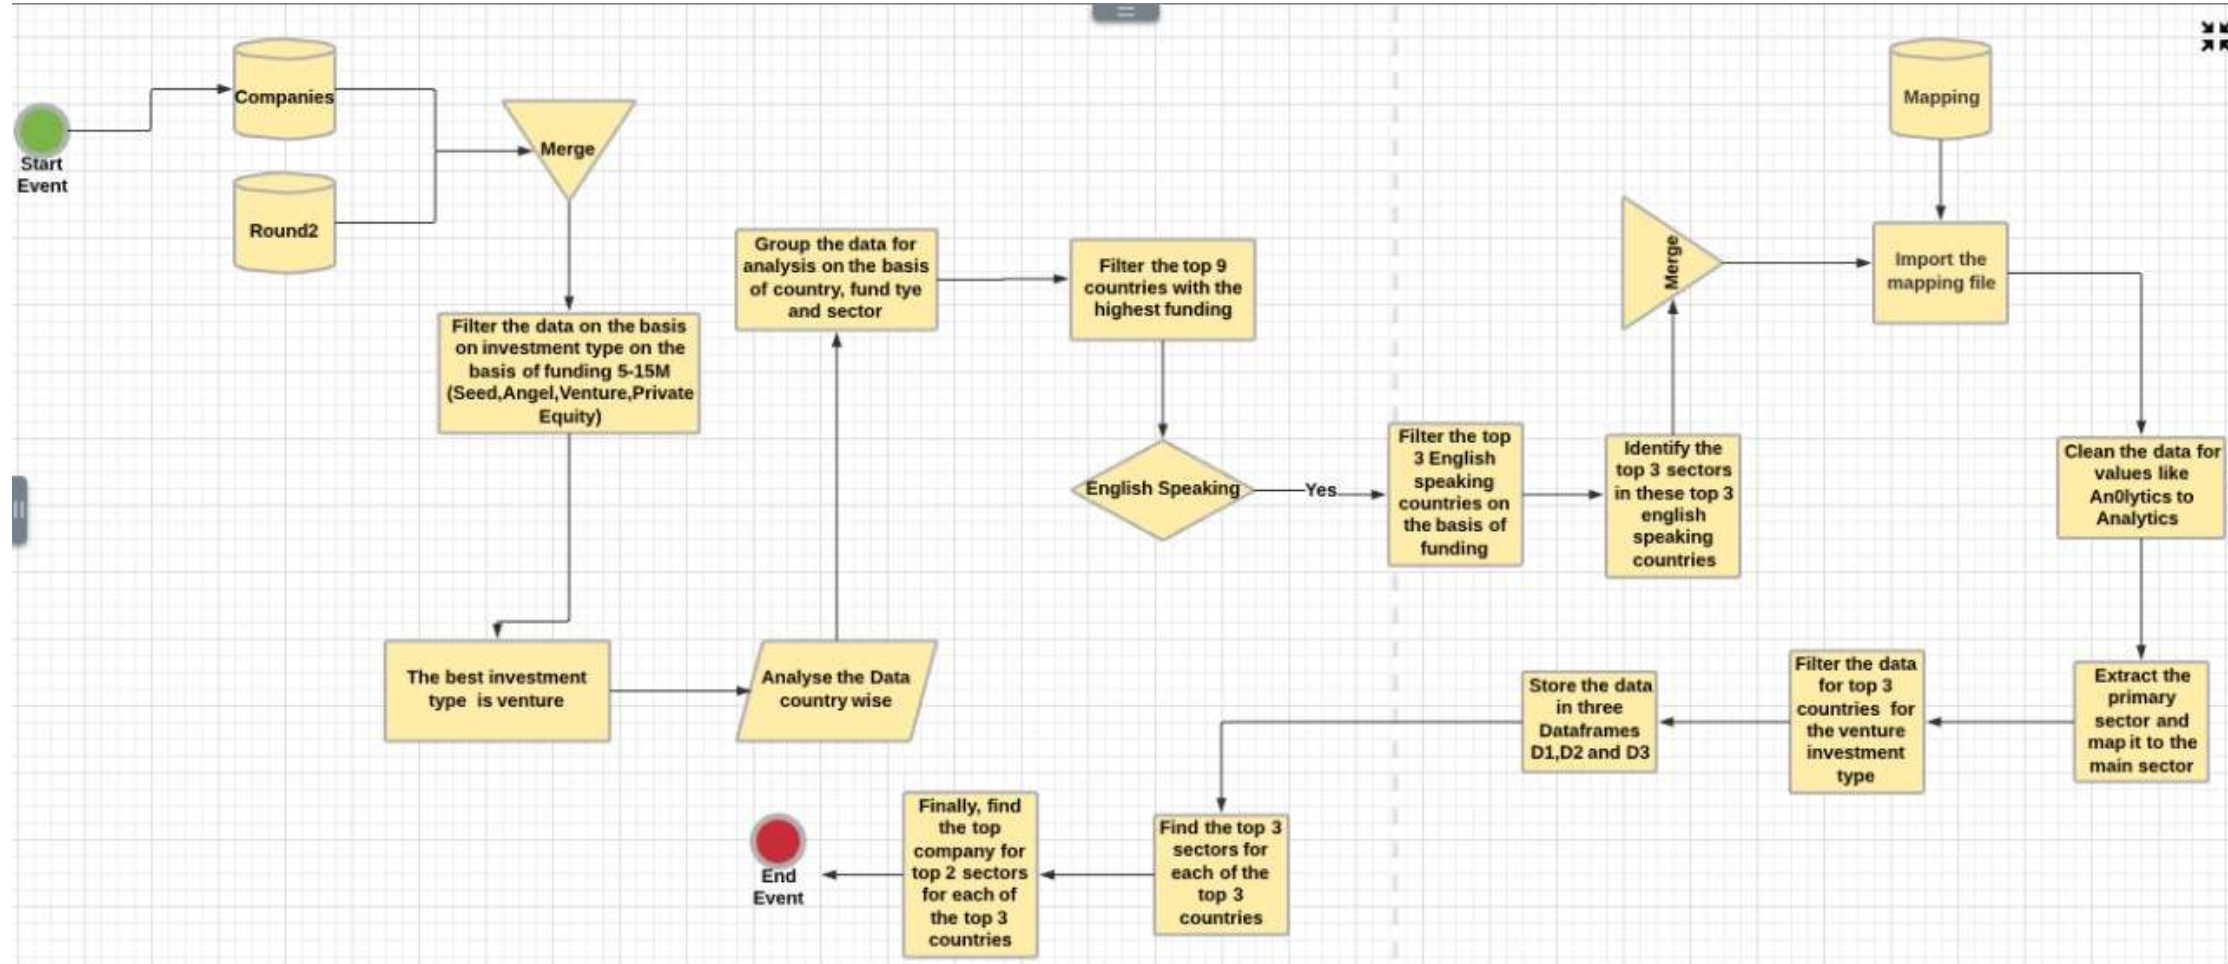 Companies
Start
Event
Round2
Merge
Filter the data on the basis
on investment type on the
basis of funding 5-15M
(Seed,Angel,Venture,Private
Equity)
The best investment
type is venture
Analyse the Data
country wise
Group the data for
analysis on the basis
of country, fund tye
and sector
Filter the top 9
countries with the
highest funding
English Speaking
Yes
Filter the top
3 English
speaking
countries on
the basis of
funding
Identify the
top 3 sectors
in these top 3
english
speaking
countries
Merge
Mapping
Import the
mapping file
Clean the data for
values like
An0lytics to
Analytics
Extract the
primary
sector and
map it to the
main sector
Filter the data
for top 3
countries for
the venture
investment
type
Store the data
in three
Dataframes
D1,D2 and D3
Find the top 3
sectors for
each of the
top 3
countries
Finally, find
the top
company for
top 2 sectors
for each of
the top 3
countries
End
Event